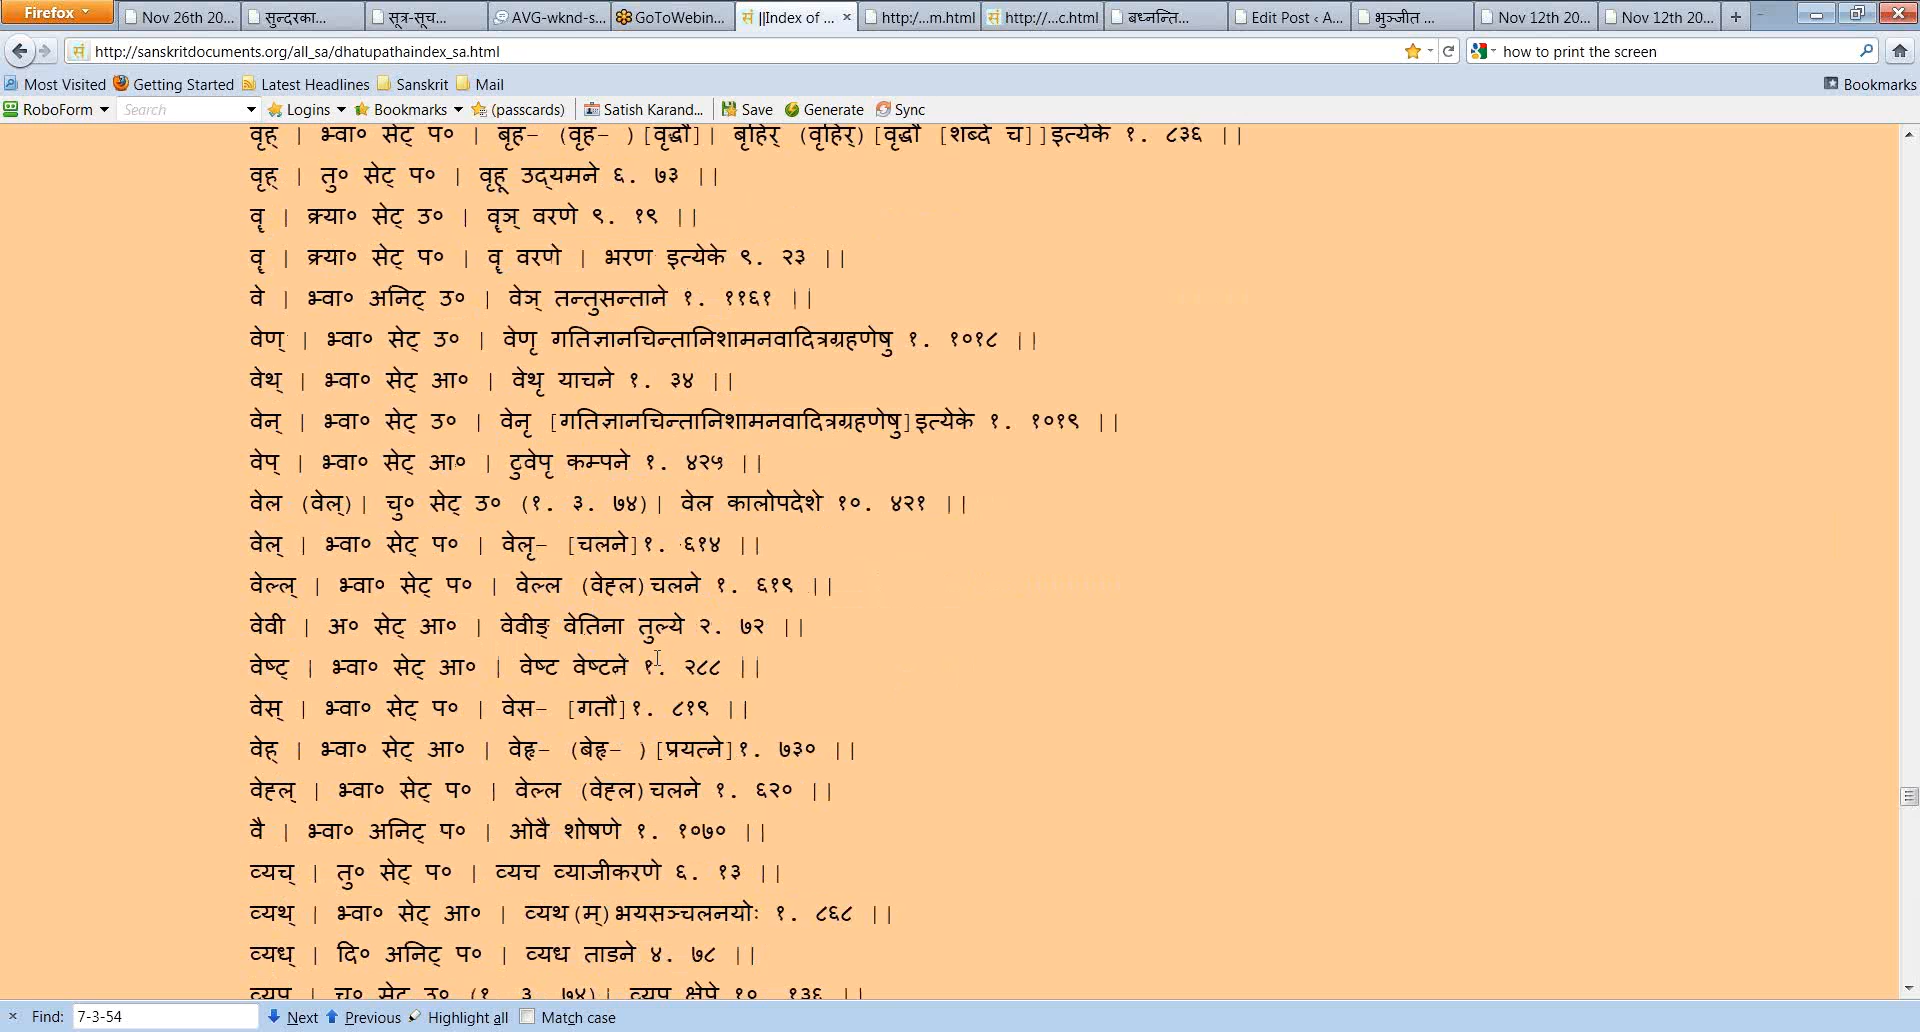 Firefox
Nov 26th 20...
सुन्दरका...
सूत्र-सूच...
AVG-wknd-s...
GoToWebin...
||Index of ...
http:/...m.html
http://...c.html
बध्नन्ति...
Edit Post ‹ A...
भुञ्जीत ...
Nov 12th 20...
Nov 12th 20...
http://sanskritdocuments.org/all_sa/dhatupathaindex_sa.html
how to print the screen
Most Visited Getting Started Latest Headlines Sanskrit Mail Bookmarks
RoboForm Search Logins Bookmarks (passcards) Satish Karand... Save Generate Sync
वृह् | भ्वा० सेट् प० | बृह- (वृह- )[वृद्धौ]| बृहिर् (वृहिर्)[वृद्धौ [शब्दे च]]इत्येके १. ८३६ ||
वृह् | तु० सेट् प० | वृहू उद्यमने ६. ७३ ||
वॄ | क्र्या० सेट् उ० | वॄञ् वरणे ९. १९ ||
वॄ | क्र्या० सेट् प० | वॄ वरणे | भरण इत्येके ९. २३ ||
वे | भ्वा० अनिट् उ० | वेञ् तन्तुसन्ताने १. ११६१ ||
वेण् | भ्वा० सेट् उ० | वेणृ गतिज्ञानचिन्तानिशामनवादित्रग्रहणेषु १. १०१८ ||
वेथ् | भ्वा० सेट् आ० | वेथृ याचने १. ३४ ||
वेन् | भ्वा० सेट् उ० | वेनृ [गतिज्ञानचिन्तानिशामनवादित्रग्रहणेषु]इत्येके १. १०१९ ||
वेप् | भ्वा० सेट् आ० | टुवेपृ कम्पने १. ४२५ ||
वेल (वेल्)| चु० सेट् उ० (१. ३. ७४)| वेल कालोपदेशे १०. ४२१ ||
वेल् | भ्वा० सेट् प० | वेलृ- [चलने]१. ६१४ ||
वेल्ल् | भ्वा० सेट् प० | वेल्ल (वेह्ल)चलने १. ६१९ ||
वेवी | अ० सेट् आ० | वेवीङ् वेतिना तुल्ये २. ७२ ||
वेष्ट् | भ्वा० सेट् आ० | वेष्ट वेष्टने १. २८८ ||
वेस् | भ्वा० सेट् प० | वेस- [गतौ]१. ८१९ ||
वेह् | भ्वा० सेट् आ० | वेहृ- (बेहृ- )[प्रयत्ने]१. ७३० ||
वेह्ल् | भ्वा० सेट् प० | वेल्ल (वेह्ल)चलने १. ६२० ||
वै | भ्वा० अनिट् प० | ओवै शोषणे १. १०७० ||
व्यच् | तु० सेट् प० | व्यच व्याजीकरणे ६. १३ ||
व्यथ् | भ्वा० सेट् आ० | व्यथ(म्)भयसञ्चलनयोः १. ८६८ ||
व्यध् | दि० अनिट् प० | व्यध ताडने ४. ७८ ||
व्यप | चु० सेट् उ० (१. ३. ७४)| व्यप क्षेपे १०. १३६ ||
Find: 7-3-54 Next Previous Highlight all Match case